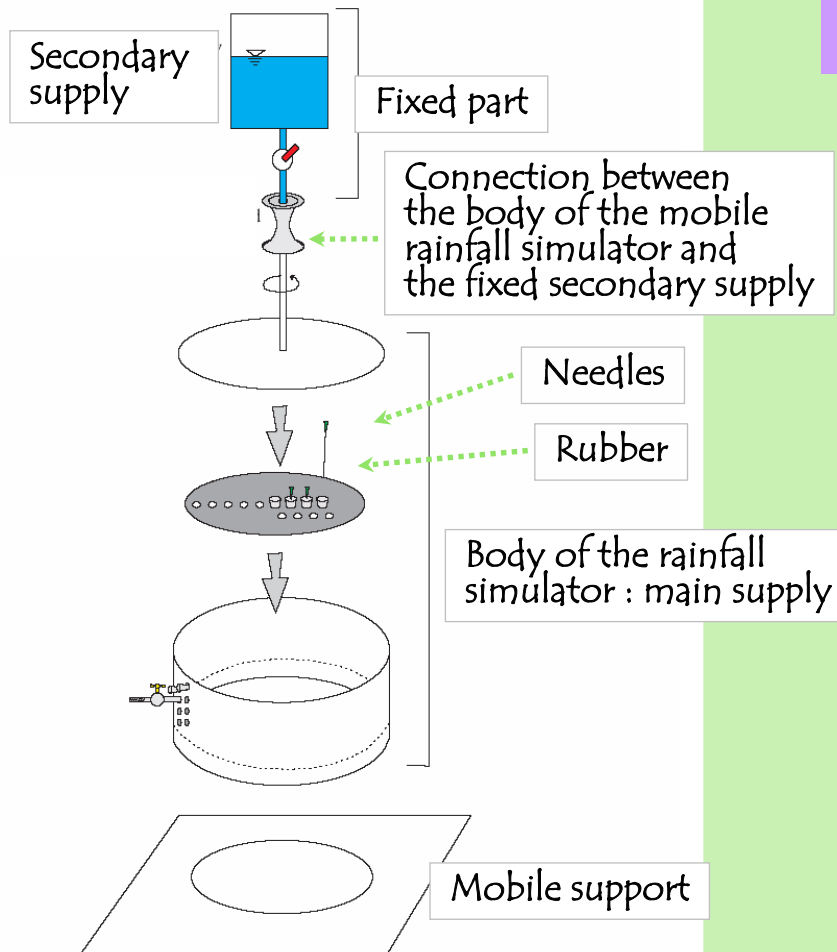 Secondary
supply
Fixed part
Connection between
the body of the mobile
rainfall simulator and
the fixed secondary supply
Needles
Rubber
Body of the rainfall
simulator : main supply
Mobile support